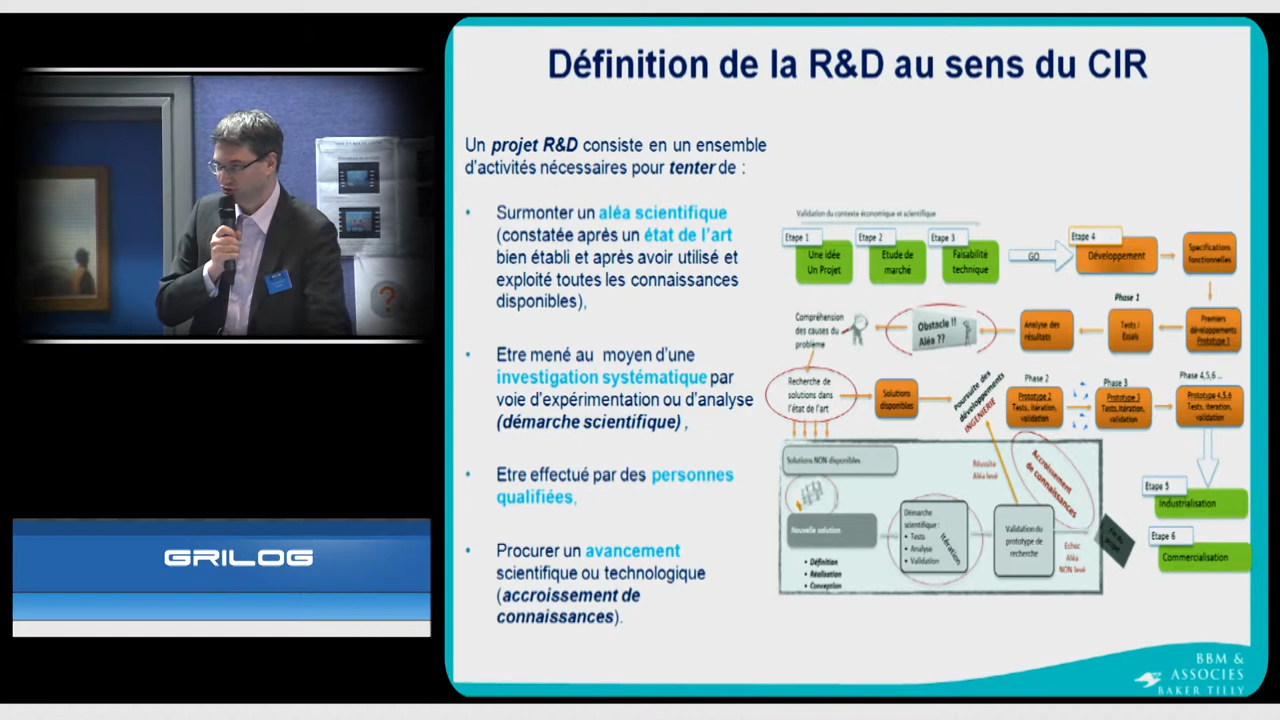 Définition de la R&D au sens du CIR
Un projet R&D consiste en un ensemble
d'activités nécessaires pour tenter de :
• Surmonter un aléa scientifique
(constatée après un état de l'art
bien établi et après avoir utilisé et
exploité toutes les connaissances
disponibles),
• Etre mené au moyen d'une
investigation systématique par
voie d'expérimentation ou d'analyse
(démarche scientifique) ,
• Etre effectué par des personnes
qualifiées,
• Procurer un avancement
scientifique ou technologique
(accroissement de
connaissances).
Validation du contexte économique et scientifique
Etape 1
Une idée
Un Projet
Etape 2
Etude de
marché
Etape 3
Faisabilité
technique
GO
Etape 4
Développement
Spécifications
fonctionnelles
Premiers
développements
Prototype 1
Phase 1
Tests /
Essais
Analyse des
résultats
Obstacle !!
Aléa ??
Compréhension
des causes du
problème
Recherche de
solutions dans
l'état de l'art
Solutions
disponibles
Poursuite des
développements
INGENIERIE
Phase 2
Prototype 2
Tests, itération,
validation
Phase 3
Prototype 3
Tests, itération,
validation
Phase 4,5,6 ...
Prototype 4,5,6
Tests, itération,
validation
Solutions NON disponibles
Nouvelle solution
• Définition
• Réalisation
• Conception
Démarche
scientifique :
• Tests
• Analyse
• Validation
Itération
Validation du
prototype de
recherche
Réussite
Aléa levé
Accroissement
de connaissances
Echec
Aléa
NON levé
Etape 5
Industrialisation
Etape 6
Commercialisation
GRILOG
?
BBM &
ASSOCIES
BAKER TILLY